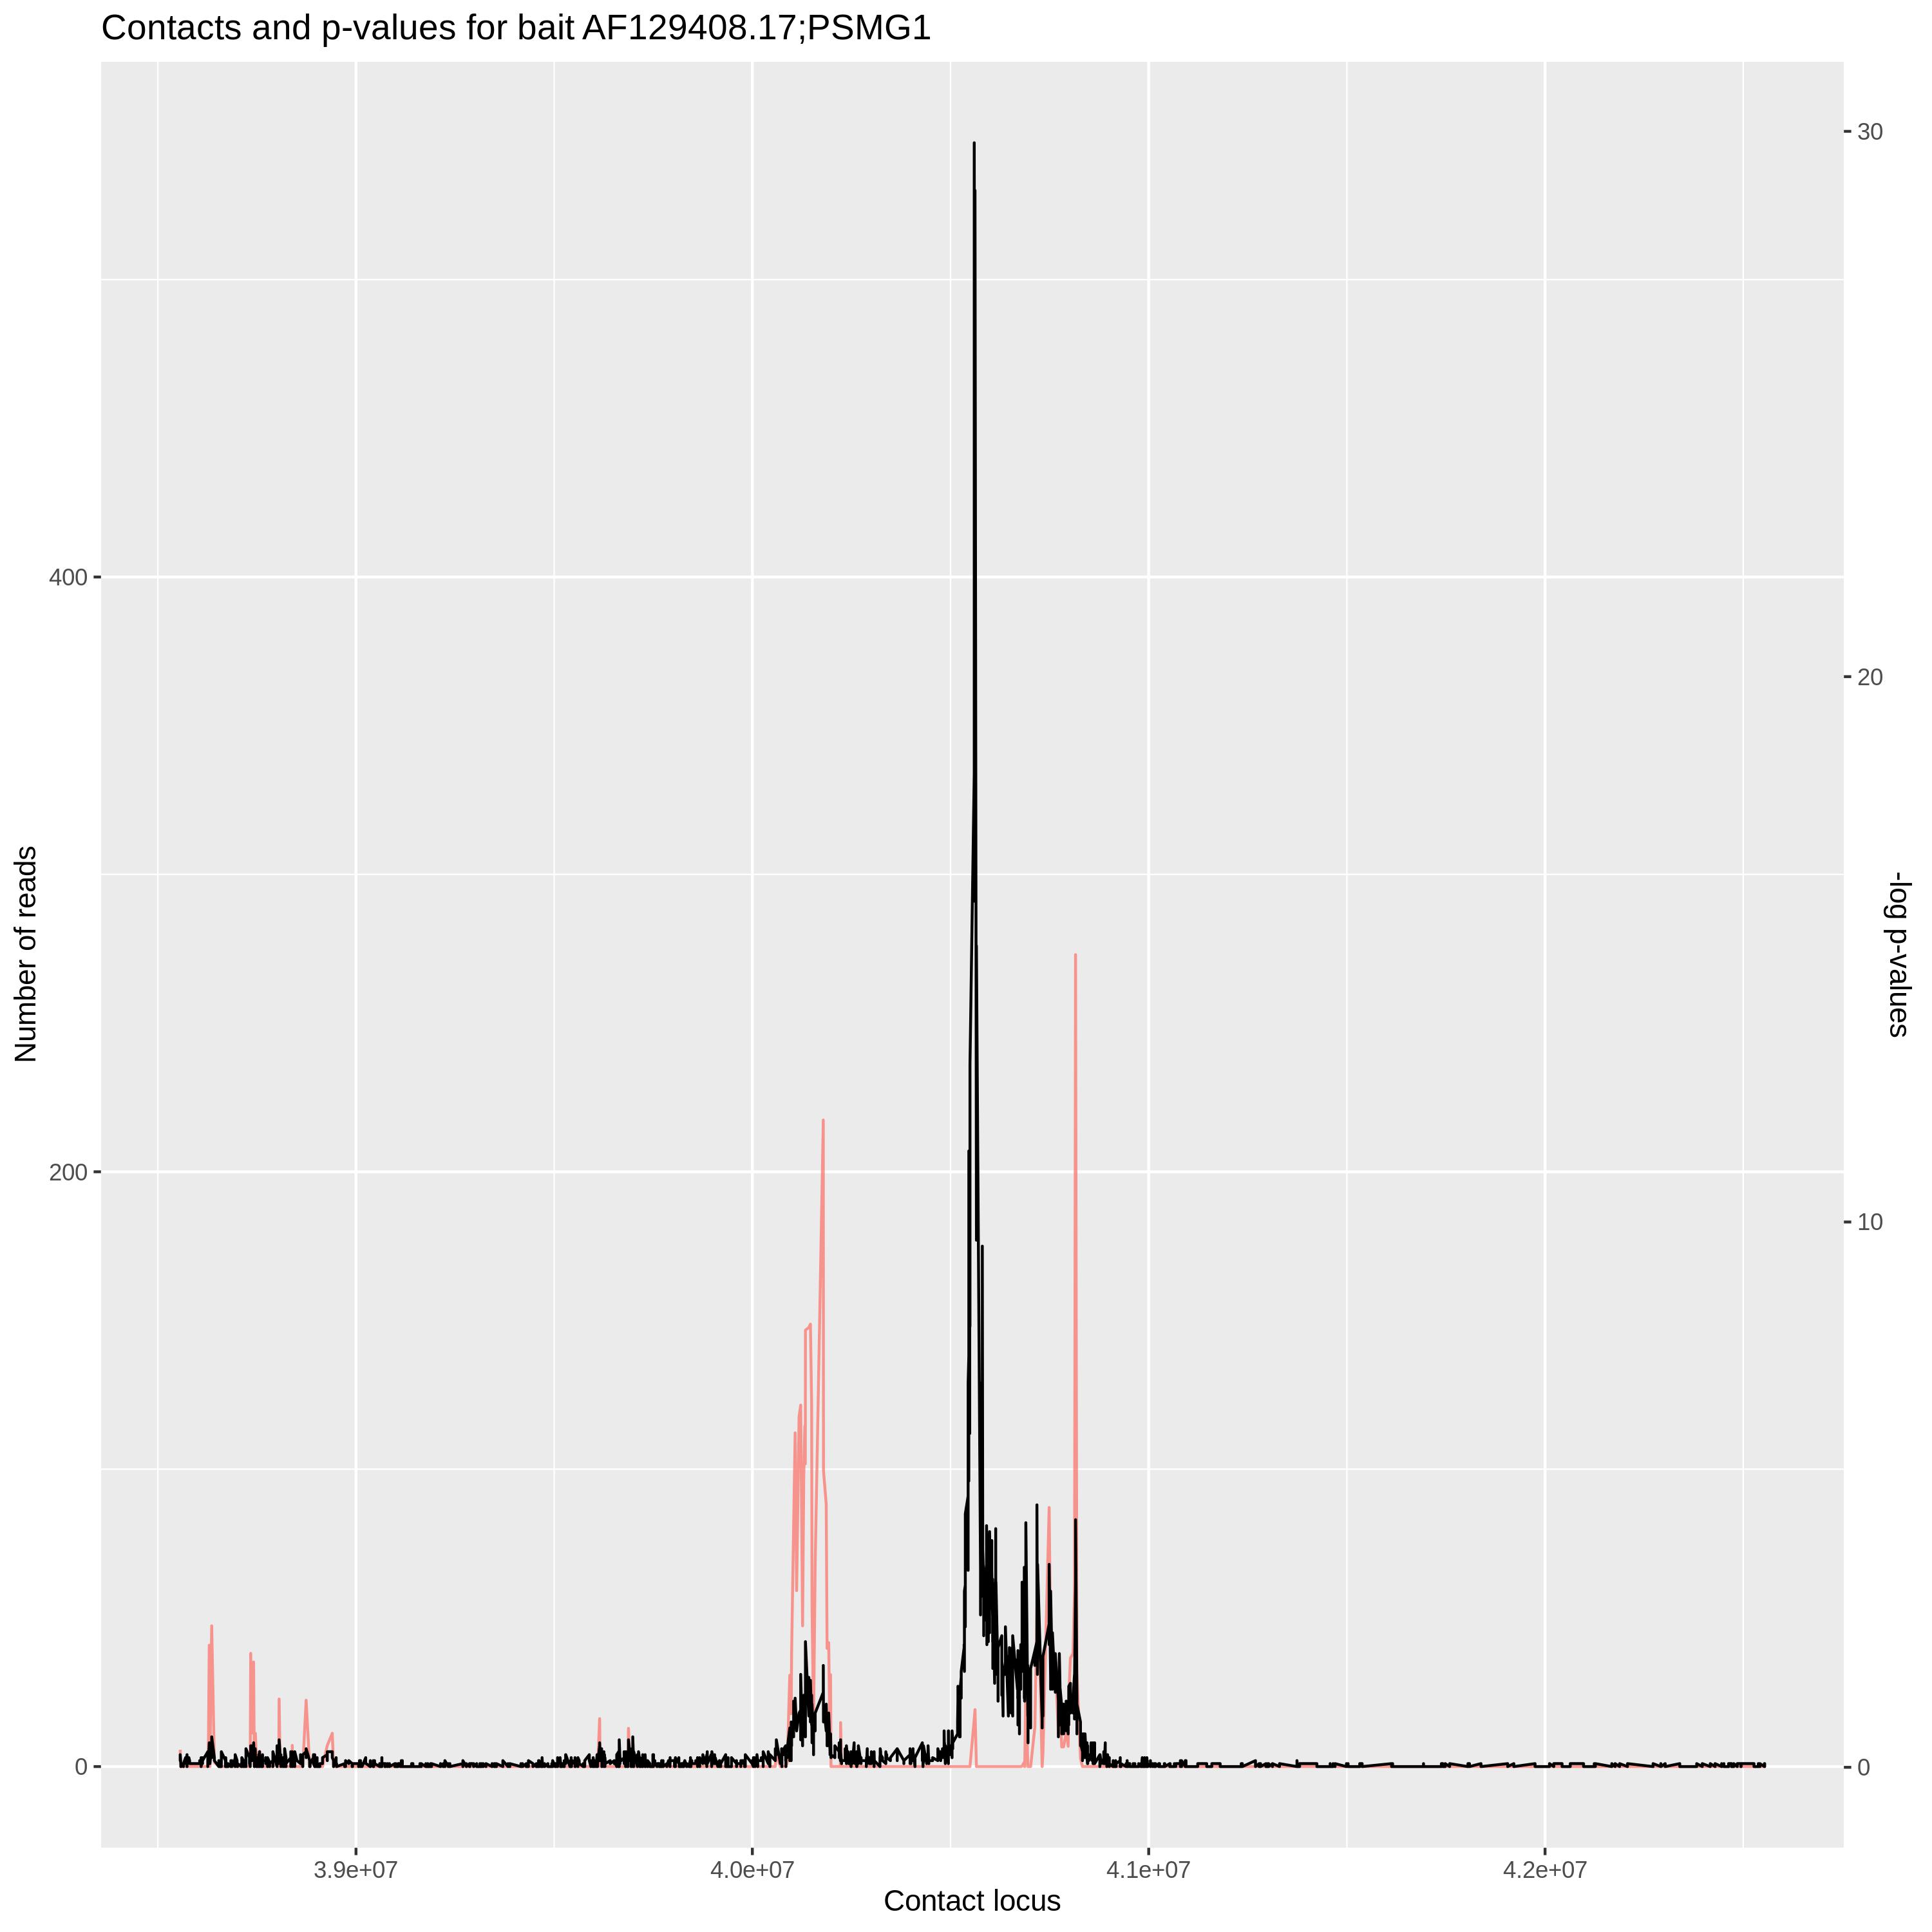 Contacts and p-values for bait AF129408.17;PSMG1
Number of reads
400
200
0
30
20
10
0
-log p-values
3.9e+07
4.0e+07
4.1e+07
4.2e+07
Contact locus